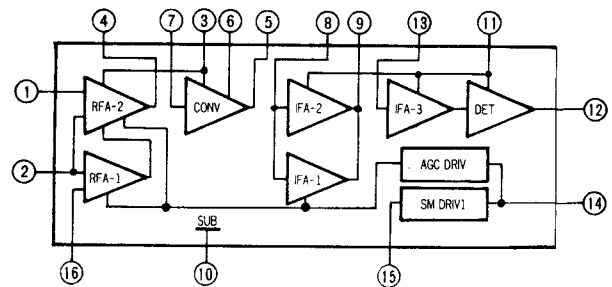 4 7 3 6 5 8 9 13 11
1 RFA-2 CONV IFA-2 IFA-3 DET 12
2 RFA-1 IFA-1 AGC DRIV
SM DRV1 14
SUB
16 10 15